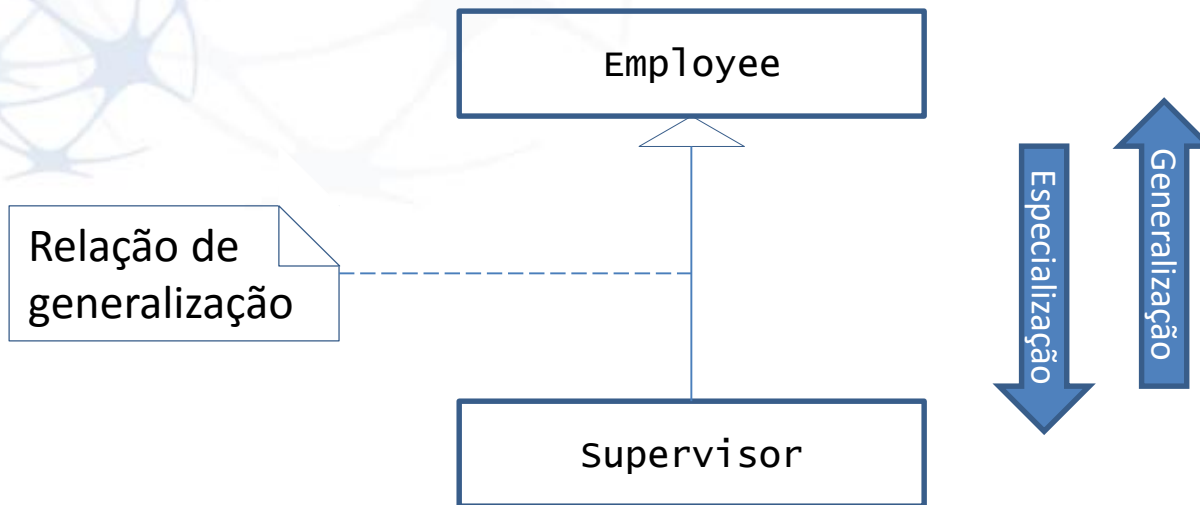 Employee
Relação de
generalização
Especialização
Generalização
Supervisor